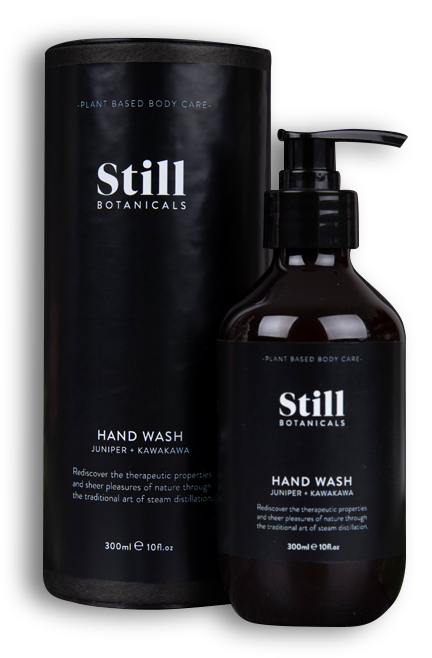 -PLANT BASED BODY CARE-
Still
BOTANICALS
HAND WASH
JUNIPER + KAWAKAWA
Rediscover the therapeutic properties
and sheer pleasures of nature through
the traditional art of steam distillation.
300ml ℮ 10fl.oz
-PLANT BASED BODY CARE-
Still
BOTANICALS
HAND WASH
JUNIPER + KAWAKAWA
Rediscover the therapeutic properties
and sheer pleasures of nature through
the traditional art of steam distillation.
300ml ℮ 10fl.oz